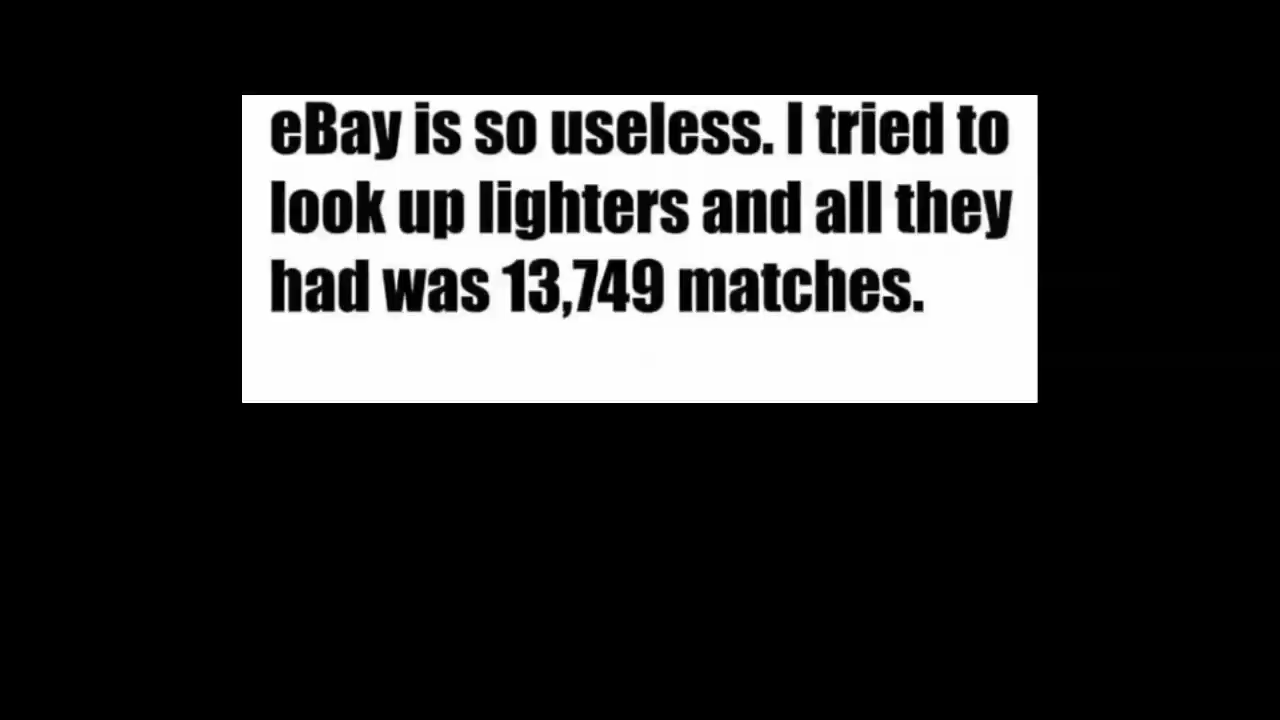 eBay is so useless. I tried to
look up lighters and all they
had was 13,749 matches.